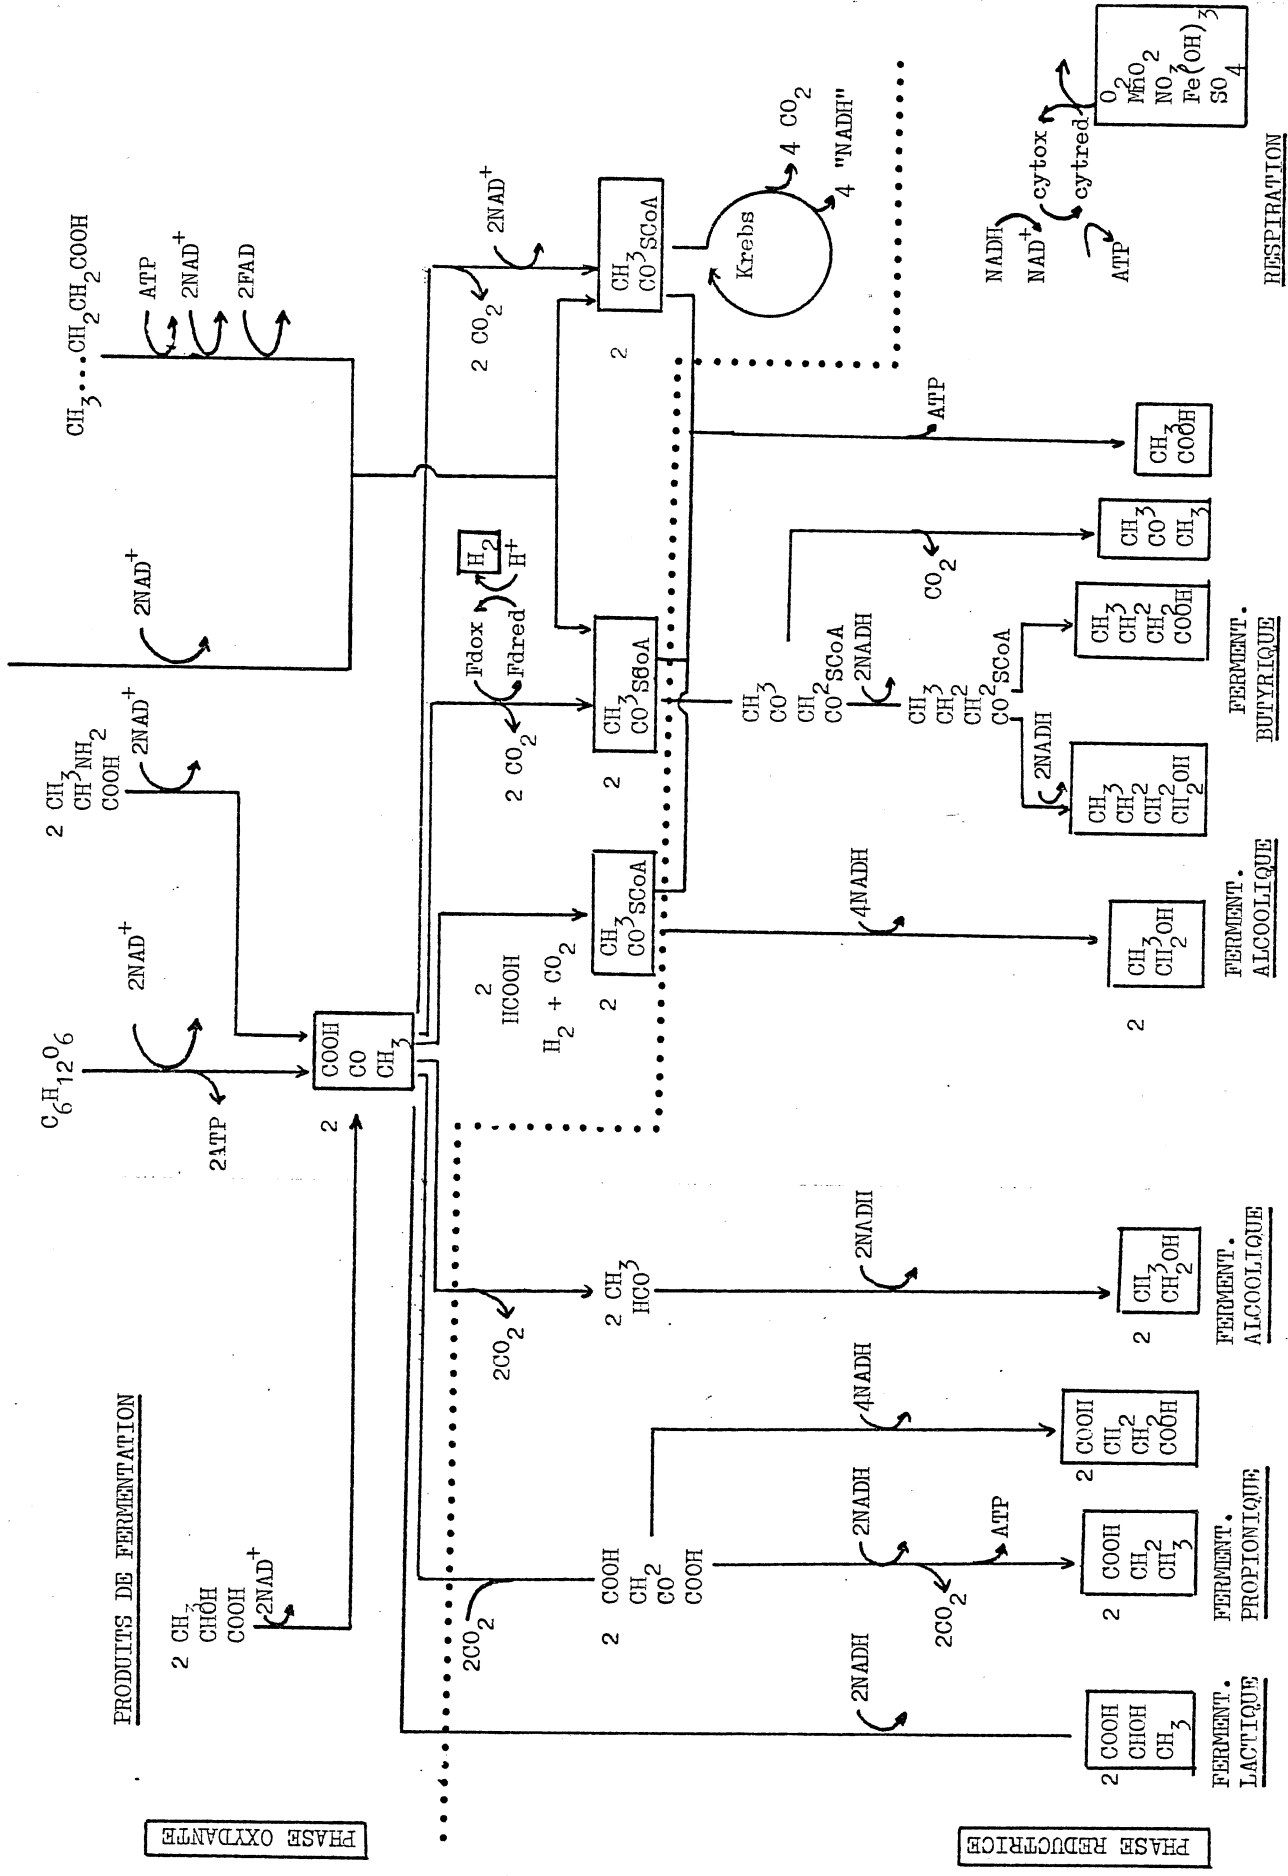 PRODUITS DE FERMENTATION
PHASE OXYDANTE
2 CH3
CHOH
COOH
2NAD+
C6H12O6
2NAD+
2ATP
2 CH3
CHNH2
COOH
2NAD+
2NAD+
CH3....CH2CH2COOH
ATP
2NAD+
2FAD
2
COOH
CO
CH3
2CO2
2CO2
2
HCOOH
H2 + CO2
2 CO2
Fdox
Fdred
H2
H+
2 CO2
2NAD+
2
COOH
CH2
CO
COOH
2 CH3
HCO
2
CH3
CO SCoA
2
CH3
CO SCoA
2
CH3
CO SCoA
Krebs
4 CO2
4 "NADH"
PHASE REDUCTRICE
2NADH
2NADH
2CO2
ATP
4NADH
2NADH
4NADH
CH3
CO
CH2
CO SCoA
2NADH
CH3
CH2
CH2
CO SCoA
2NADH
CO2
ATP
NADH
NAD+
cytox
cytred
ATP
O2
MnO2
NO3
Fe(OH)3
SO4
2 COOH
CHOH
CH3
2
COOH
CH2
CH3
2
COOH
CH2
CH2
COOH
2
CH3
CH2OH
2
CH3
CH2OH
CH3
CH2
CH2
CH2OH
CH3
CH2
CH2
COOH
CH3
CO
CH3
CH3
COOH
FERMENT.
LACTIQUE
FERMENT.
PROPIONIQUE
FERMENT.
ALCOOLIQUE
FERMENT.
ALCOOLIQUE
FERMENT.
BUTYRIQUE
RESPIRATION